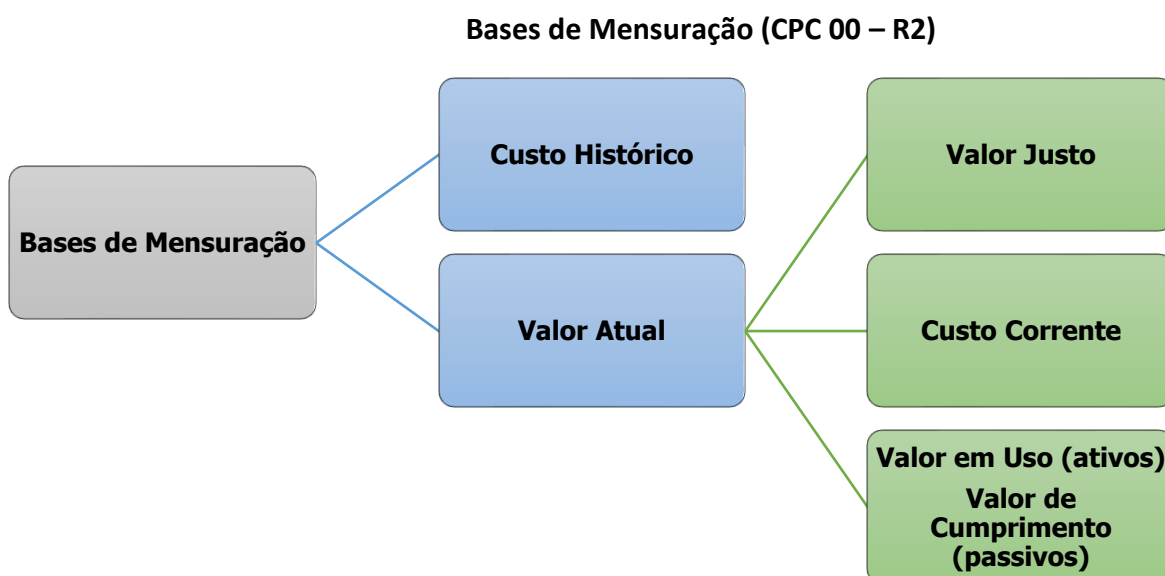 Bases de Mensuração (CPC 00 – R2)
Bases de Mensuração
Custo Histórico
Valor Atual
Valor Justo
Custo Corrente
Valor em Uso (ativos)
Valor de
Cumprimento
(passivos)